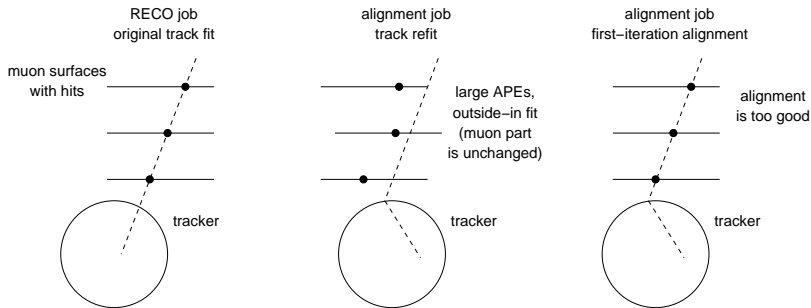 RECO job
original track fit
muon surfaces
with hits
tracker
alignment job
track refit
large APEs,
outside−in fit
(muon part
is unchanged)
tracker
alignment job
first−iteration alignment
alignment
is too good
tracker